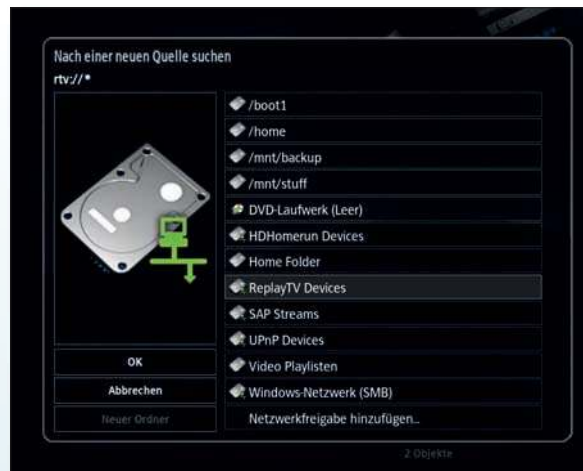 Nach einer neuen Quelle suchen
rtv://*
/boot1
/home
/mnt/backup
/mnt/stuff
DVD-Laufwerk (Leer)
HDHomerun Devices
Home Folder
ReplayTV Devices
SAP Streams
UPnP Devices
Video Playlisten
Windows-Netzwerk (SMB)
Netzwerkfreigabe hinzufügen...
OK
Abbrechen
Neuer Ordner
2 Objekte